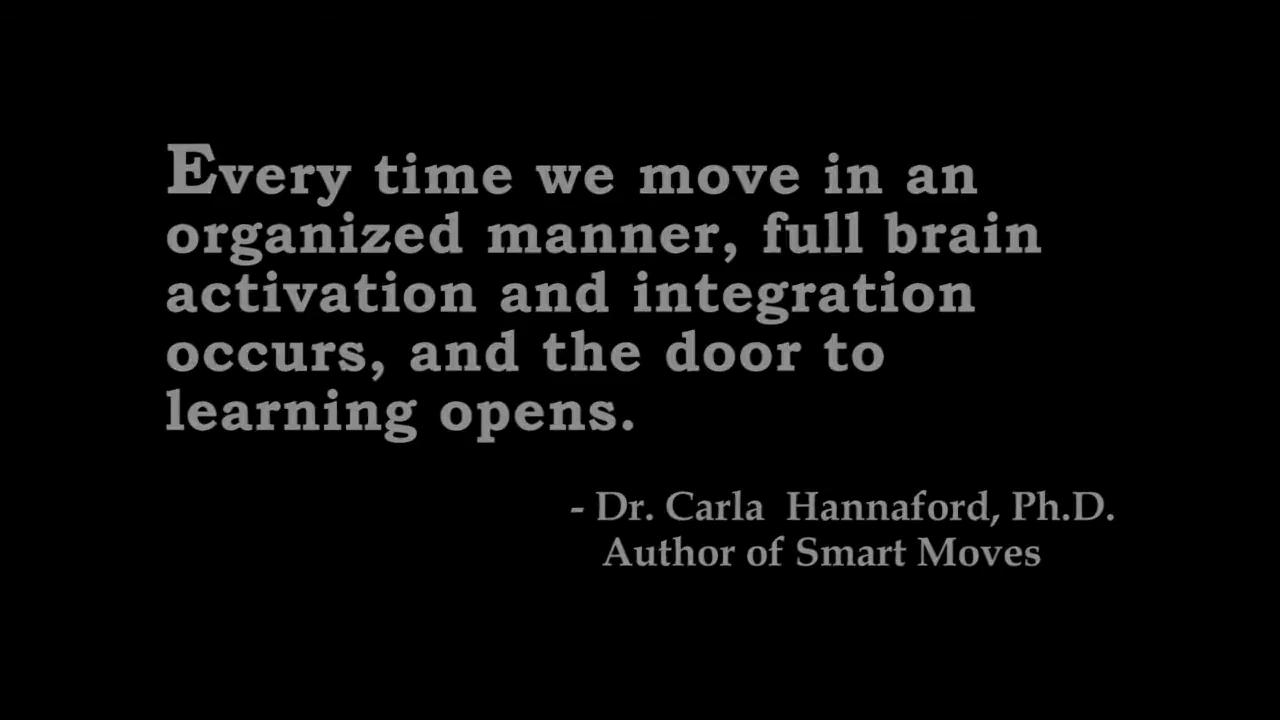 Every time we move in an
organized manner, full brain
activation and integration
occurs, and the door to
learning opens.
- Dr. Carla Hannaford, Ph.D.
Author of Smart Moves